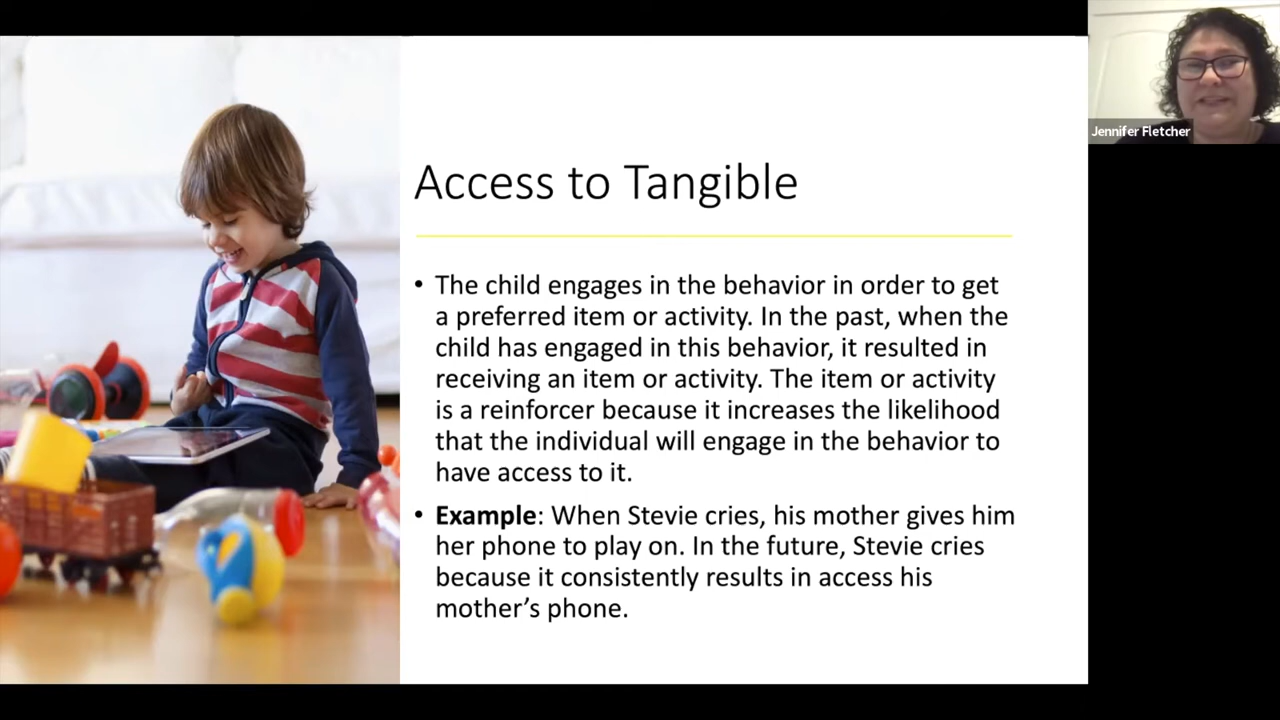 Jennifer Fletcher
Access to Tangible
• The child engages in the behavior in order to get
a preferred item or activity. In the past, when the
child has engaged in this behavior, it resulted in
receiving an item or activity. The item or activity
is a reinforcer because it increases the likelihood
that the individual will engage in the behavior to
have access to it.
• Example: When Stevie cries, his mother gives him
her phone to play on. In the future, Stevie cries
because it consistently results in access his
mother’s phone.